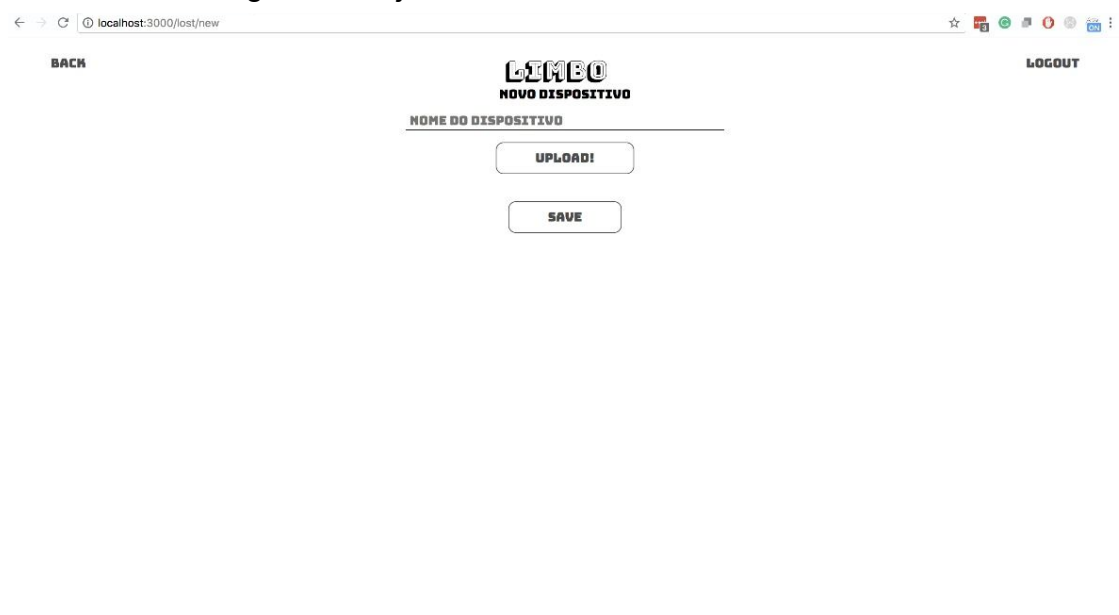 localhost:3000/lost/new
BACK
LIMBO
LOGOUT
NOVO DISPOSITIVO
NOME DO DISPOSITIVO
UPLOAD!
SAVE